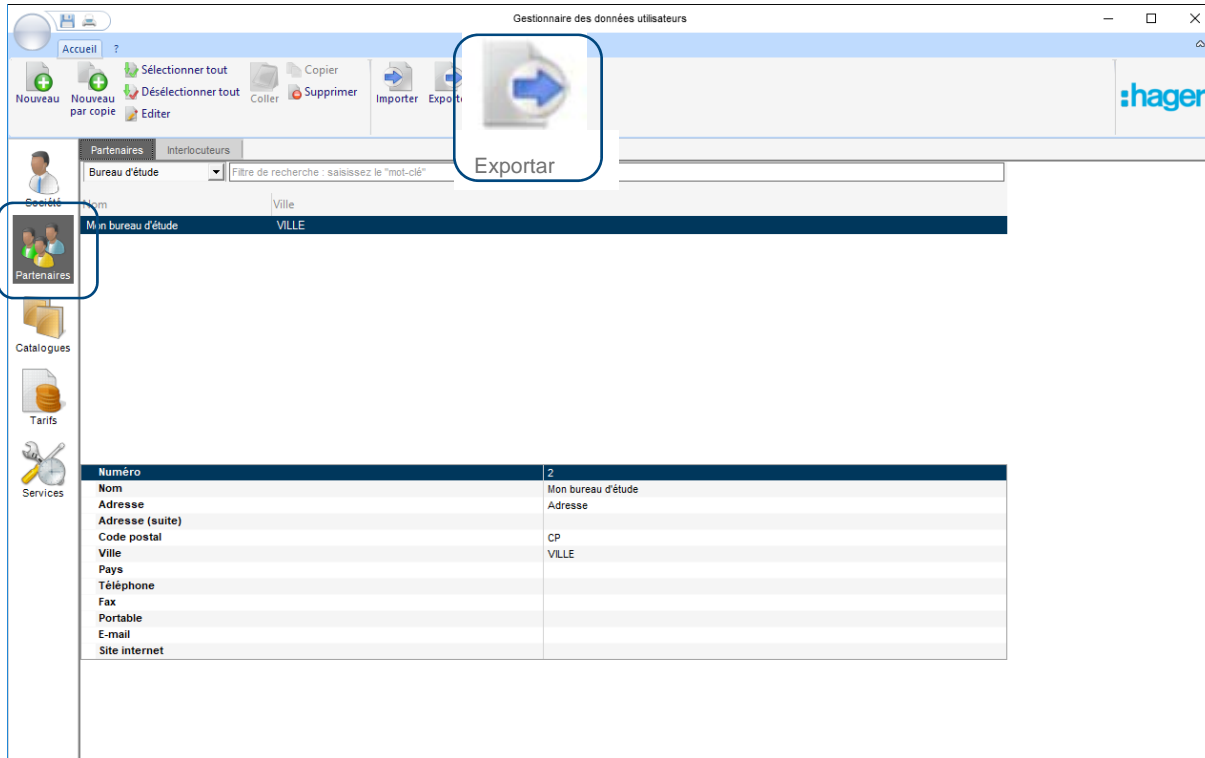 Gestionnaire des données utilisateurs
Accueil ?
Nouveau
Nouveau par copie
Sélectionner tout
Désélectionner tout
Editer
Coller
Copier
Supprimer
Importer
Exportar
:hager
Société
Partenaires
Catalogues
Tarifs
Services
Partenaires Interlocuteurs
Bureau d'étude Filtre de recherche : saisissez le "mot-clé"
Nom Ville
Mon bureau d'étude VILLE
Numéro 2
Nom Mon bureau d'étude
Adresse Adresse
Adresse (suite)
Code postal CP
Ville VILLE
Pays
Téléphone
Fax
Portable
E-mail
Site internet